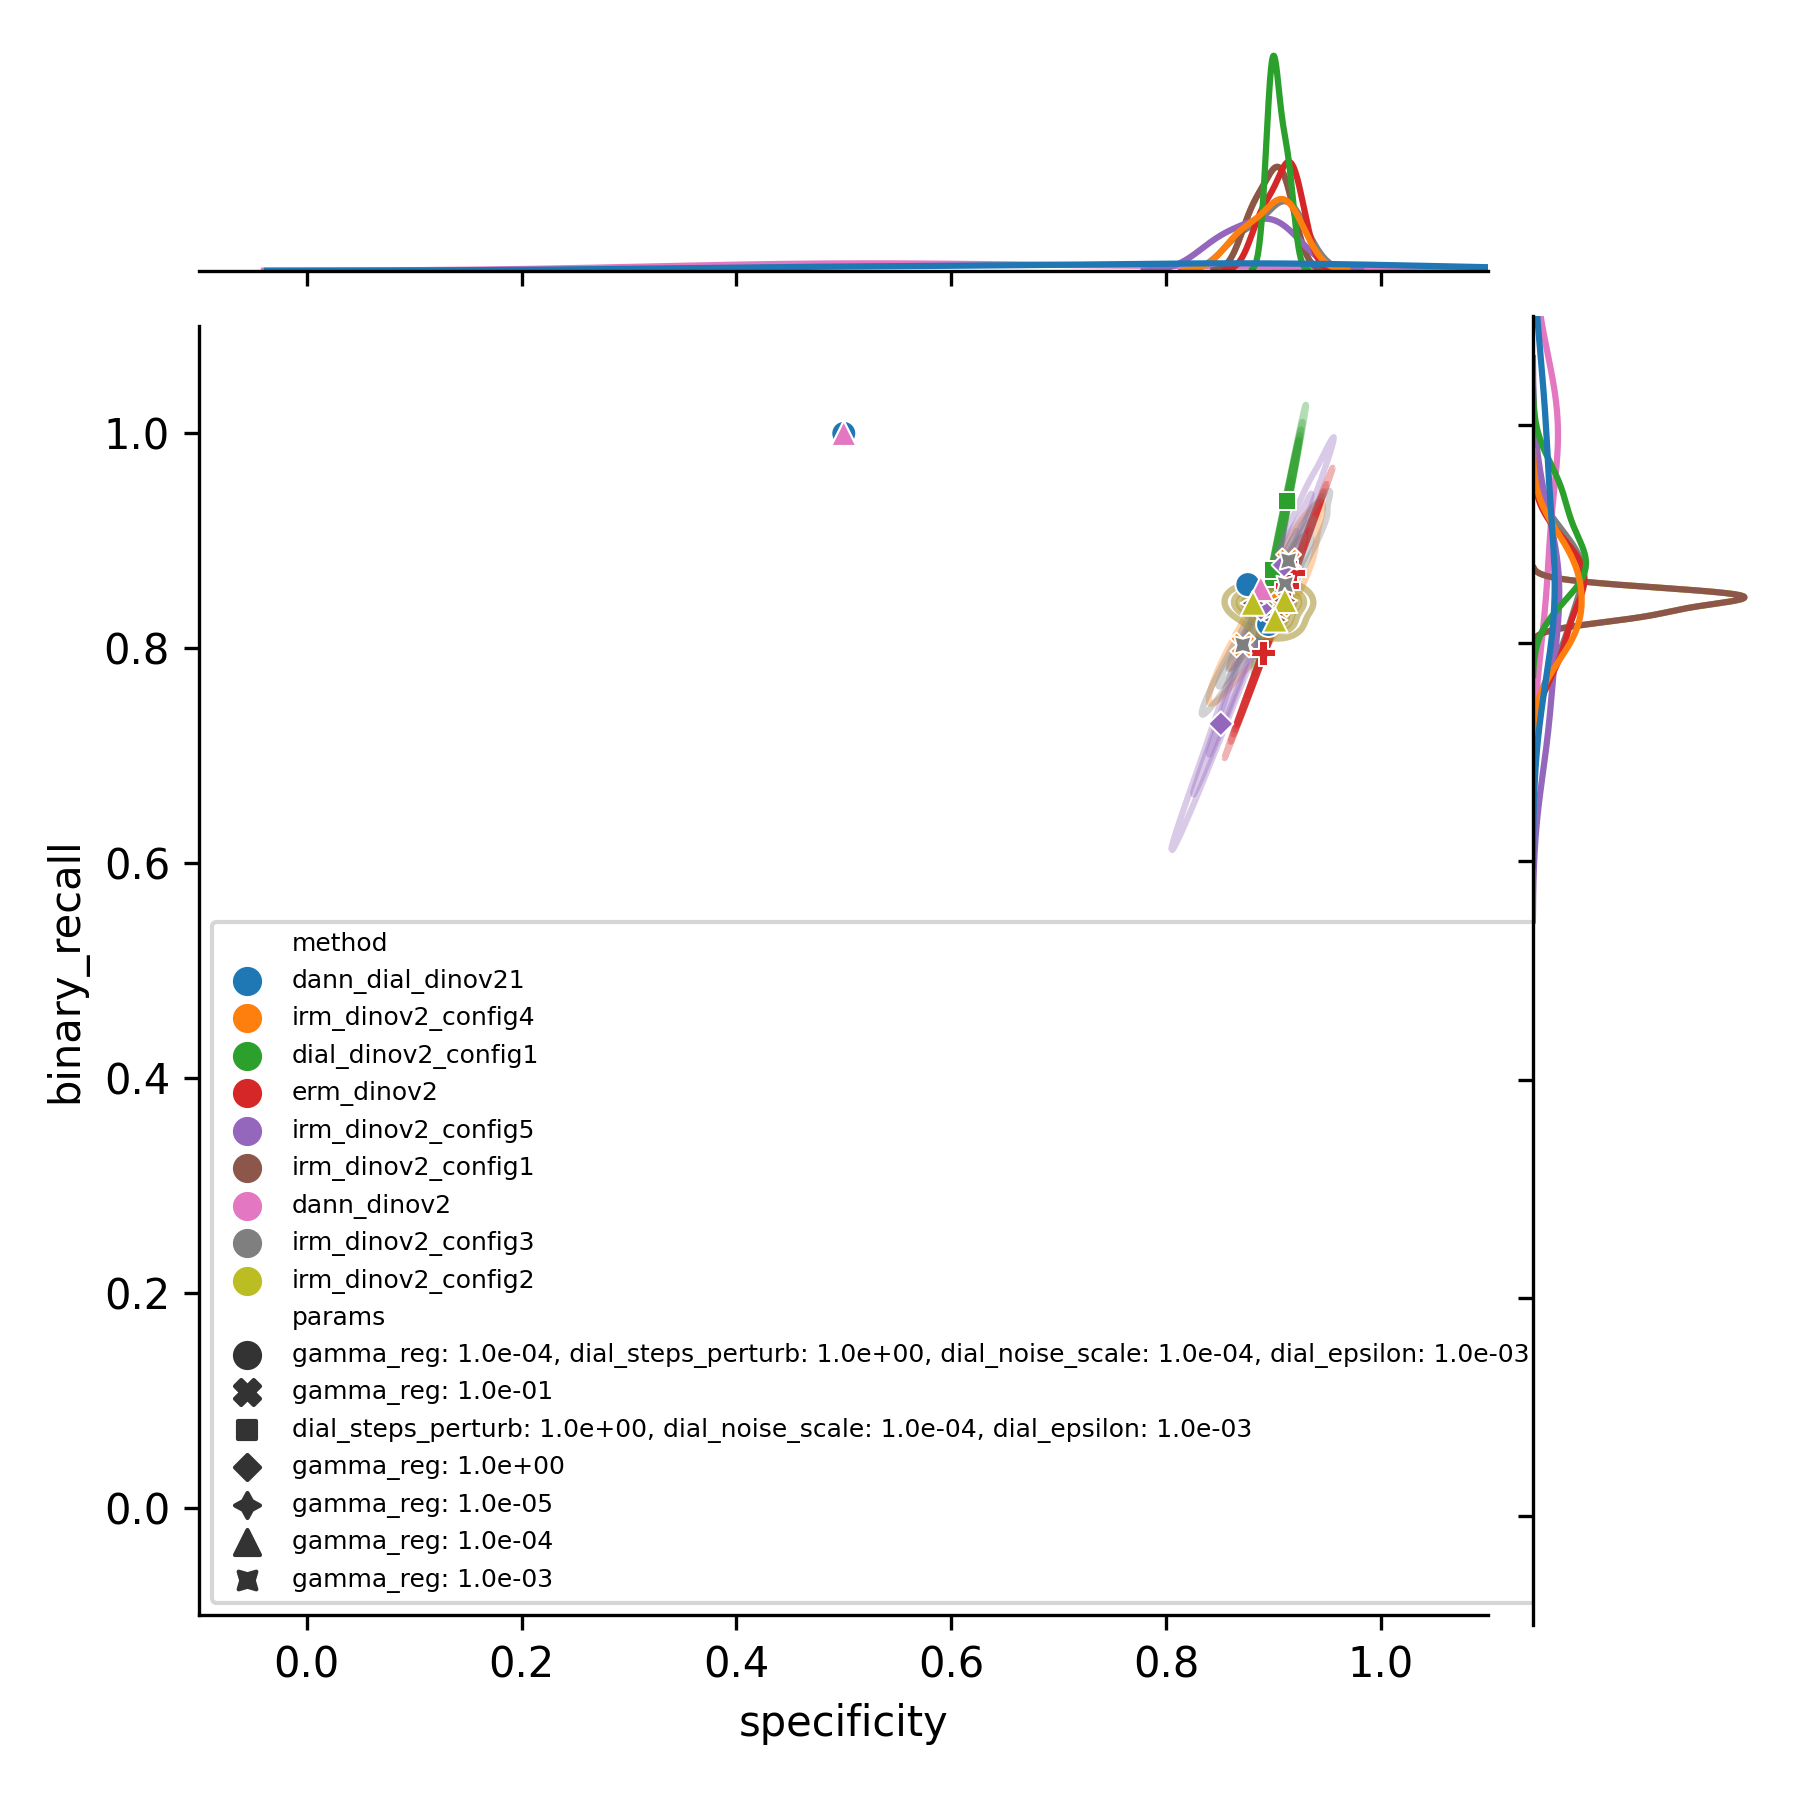 1.0
0.8
0.6
0.4
0.2
0.0
binary_recall
method
dann_dial_dinov21
irm_dinov2_config4
dial_dinov2_config1
erm_dinov2
irm_dinov2_config5
irm_dinov2_config1
dann_dinov2
irm_dinov2_config3
irm_dinov2_config2
params
gamma_reg: 1.0e-04, dial_steps_perturb: 1.0e+00, dial_noise_scale: 1.0e-04, dial_epsilon: 1.0e-03
gamma_reg: 1.0e-01
dial_steps_perturb: 1.0e+00, dial_noise_scale: 1.0e-04, dial_epsilon: 1.0e-03
gamma_reg: 1.0e+00
gamma_reg: 1.0e-05
gamma_reg: 1.0e-04
gamma_reg: 1.0e-03
0.0 0.2 0.4 0.6 0.8 1.0
specificity